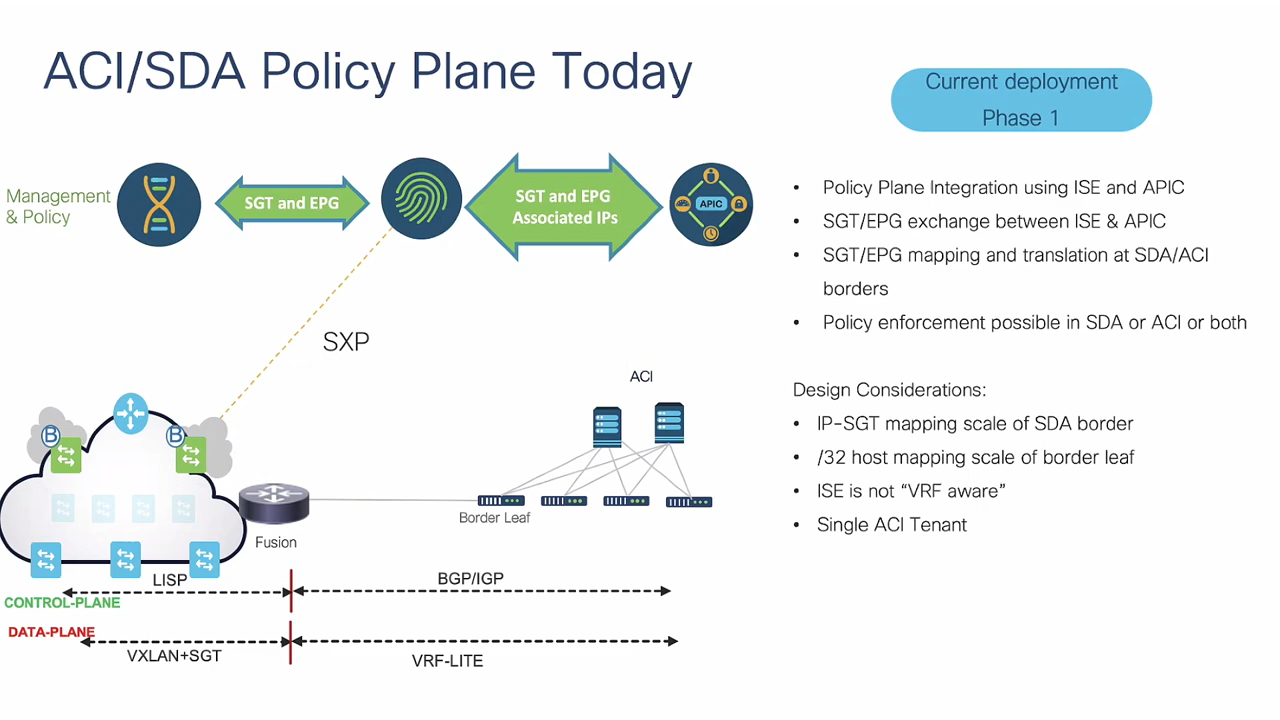 ACI/SDA Policy Plane Today
Current deployment
Phase 1
Management
& Policy
SGT and EPG
SGT and EPG
Associated IPs
APIC
• Policy Plane Integration using ISE and APIC
• SGT/EPG exchange between ISE & APIC
• SGT/EPG mapping and translation at SDA/ACI
borders
• Policy enforcement possible in SDA or ACI or both
SXP
ACI
Design Considerations:
• IP-SGT mapping scale of SDA border
• /32 host mapping scale of border leaf
• ISE is not “VRF aware”
• Single ACI Tenant
B
B
Border Leaf
Fusion
LISP
BGP/IGP
CONTROL-PLANE
DATA-PLANE
VXLAN+SGT
VRF-LITE